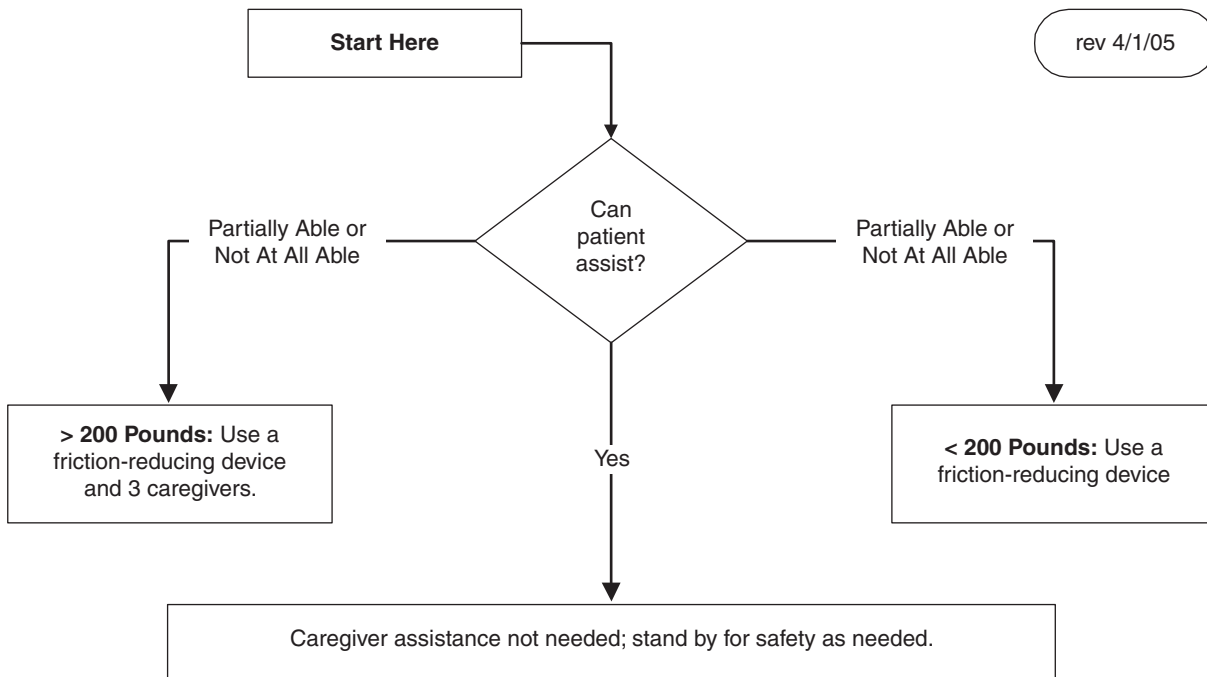 Start Here
rev 4/1/05
Can
patient
assist?
Partially Able or
Not At All Able
Partially Able or
Not At All Able
> 200 Pounds: Use a
friction-reducing device
and 3 caregivers.
Yes
< 200 Pounds: Use a
friction-reducing device
Caregiver assistance not needed; stand by for safety as needed.